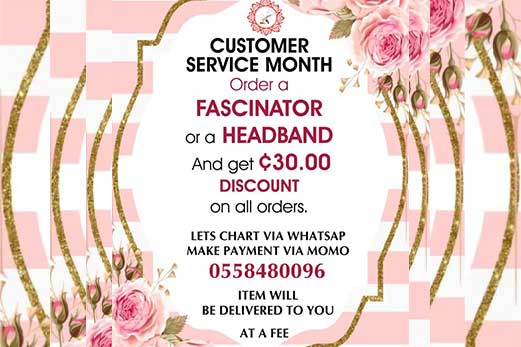 CUSTOMER
SERVICE MONTH
Order a
FASCINATOR
or a HEADBAND
And get ₵30.00
DISCOUNT
on all orders.
LETS CHART VIA WHATSAP
MAKE PAYMENT VIA MOMO
0558480096
ITEM WILL
BE DELIVERED TO YOU
AT A FEE